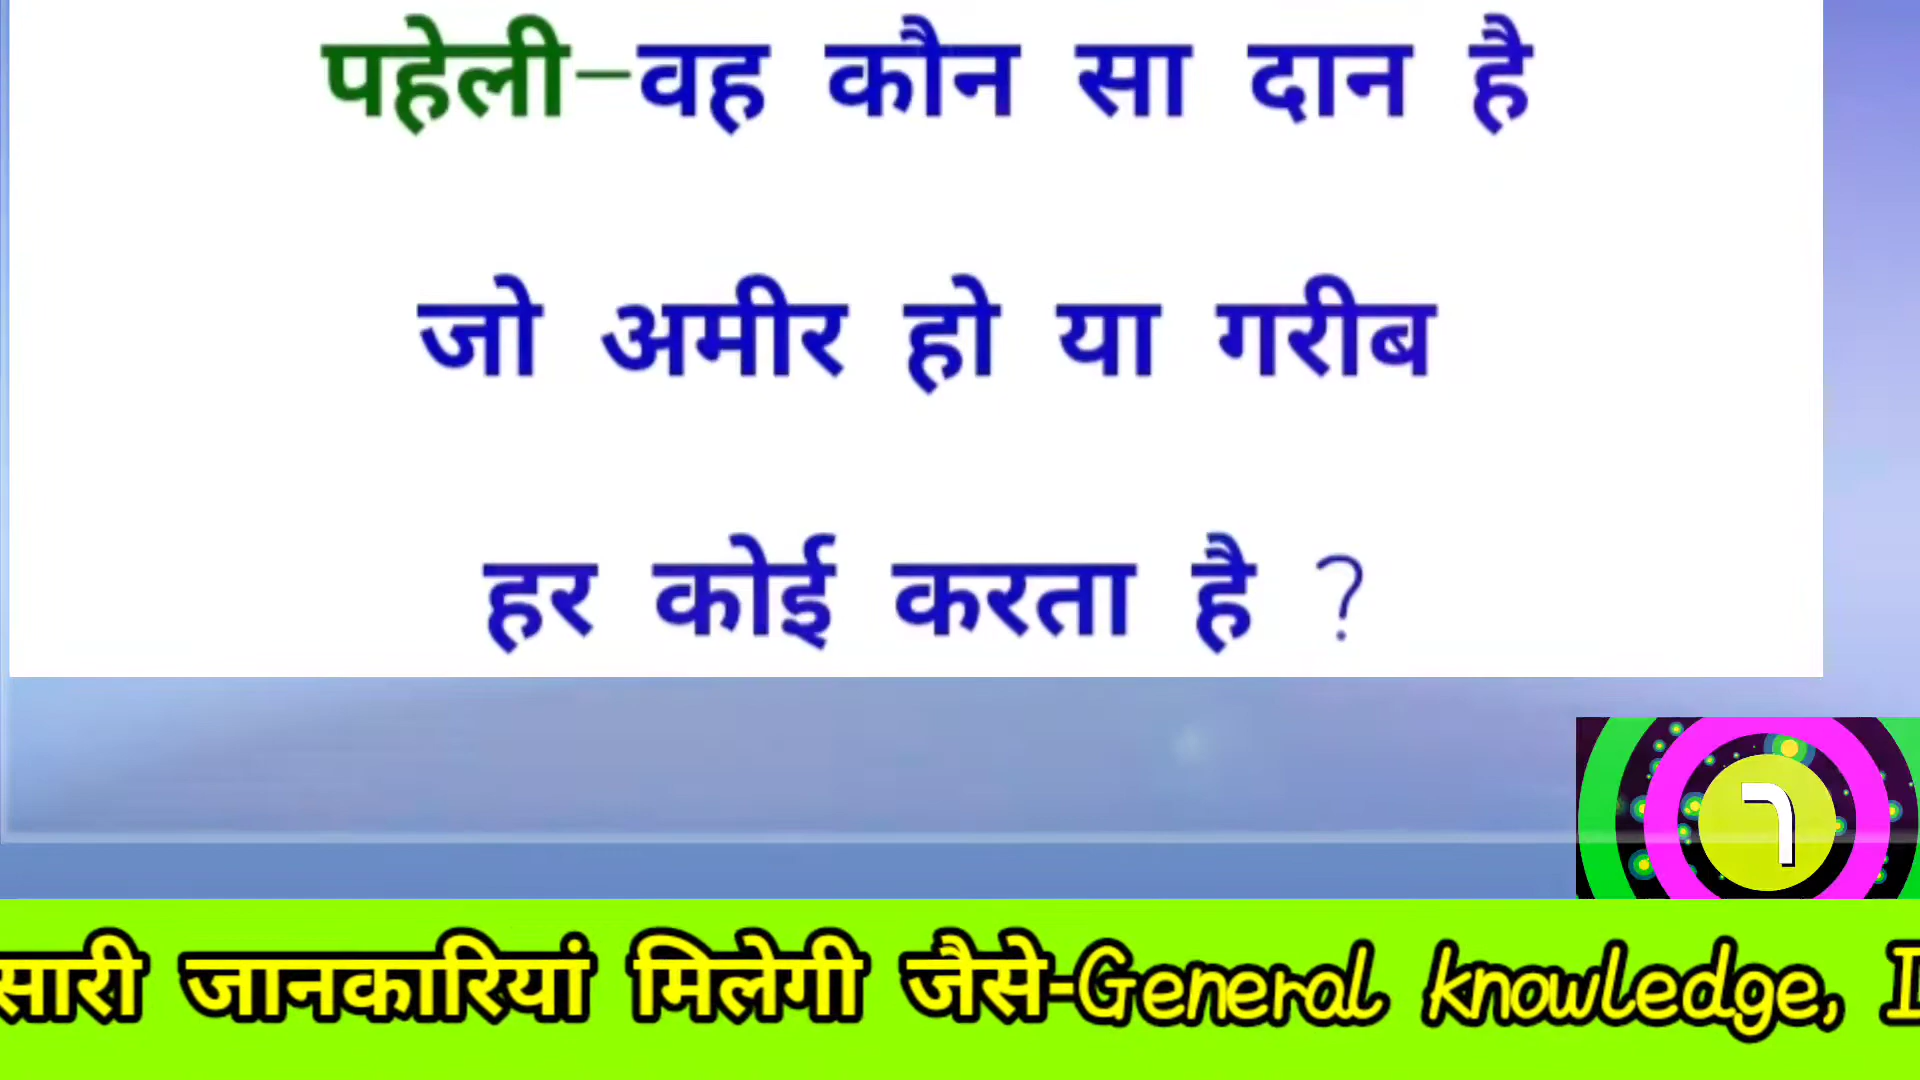 पहेली-वह कौन सा दान है
जो अमीर हो या गरीब
हर कोई करता है ?
सारी जानकारियां मिलेगी जैसे-General knowledge,